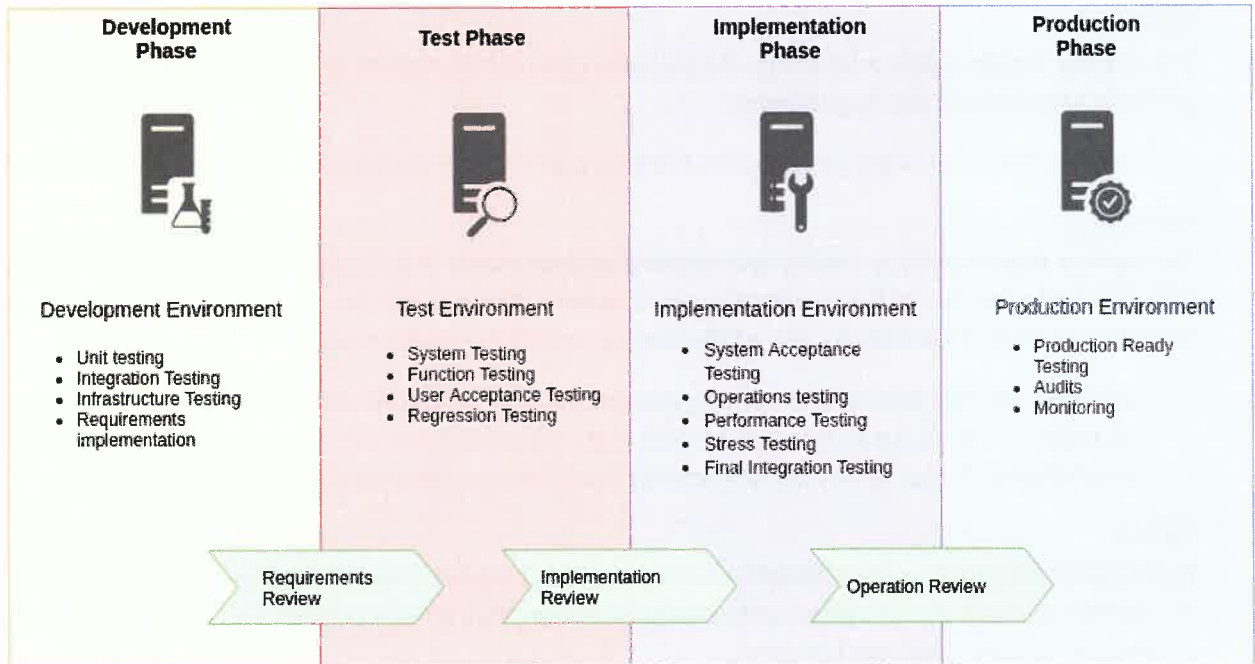 Development
Phase
Test Phase
Implementation
Phase
Production
Phase
Development Environment
• Unit testing
• Integration Testing
• Infrastructure Testing
• Requirements
implementation
Test Environment
• System Testing
• Function Testing
• User Acceptance Testing
• Regression Testing
Implementation Environment
• System Acceptance
Testing
• Operations testing
• Performance Testing
• Stress Testing
• Final Integration Testing
Production Environment
• Production Ready
Testing
• Audits
• Monitoring
Requirements
Review
Implementation
Review
Operation Review